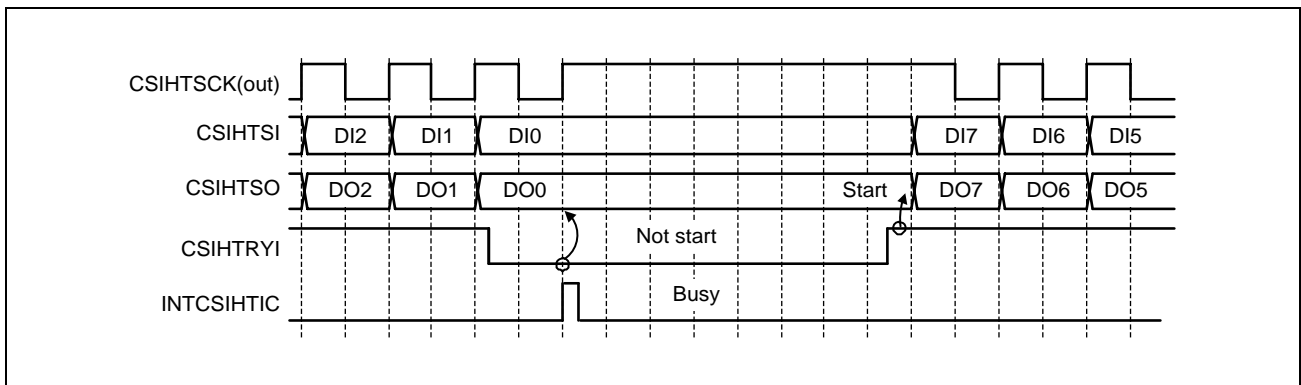 CSIHTSCK(out)
CSIHTSI DI2 DI1 DI0 DI7 DI6 DI5
CSIHTSO DO2 DO1 DO0 Start DO7 DO6 DO5
CSIHTRYI Not start
INTCSIHTIC Busy